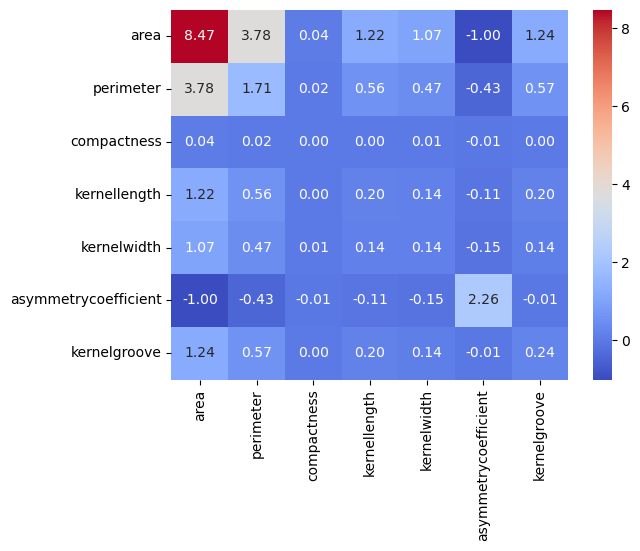 area 8.47 3.78 0.04 1.22 1.07 -1.00 1.24
perimeter 3.78 1.71 0.02 0.56 0.47 -0.43 0.57
compactness 0.04 0.02 0.00 0.00 0.01 -0.01 0.00
kernellength 1.22 0.56 0.00 0.20 0.14 -0.11 0.20
kernelwidth 1.07 0.47 0.01 0.14 0.14 -0.15 0.14
asymmetrycoefficient -1.00 -0.43 -0.01 -0.11 -0.15 2.26 -0.01
kernelgroove 1.24 0.57 0.00 0.20 0.14 -0.01 0.24
area
perimeter
compactness
kernellength
kernelwidth
asymmetrycoefficient
kernelgroove
8
6
4
2
0